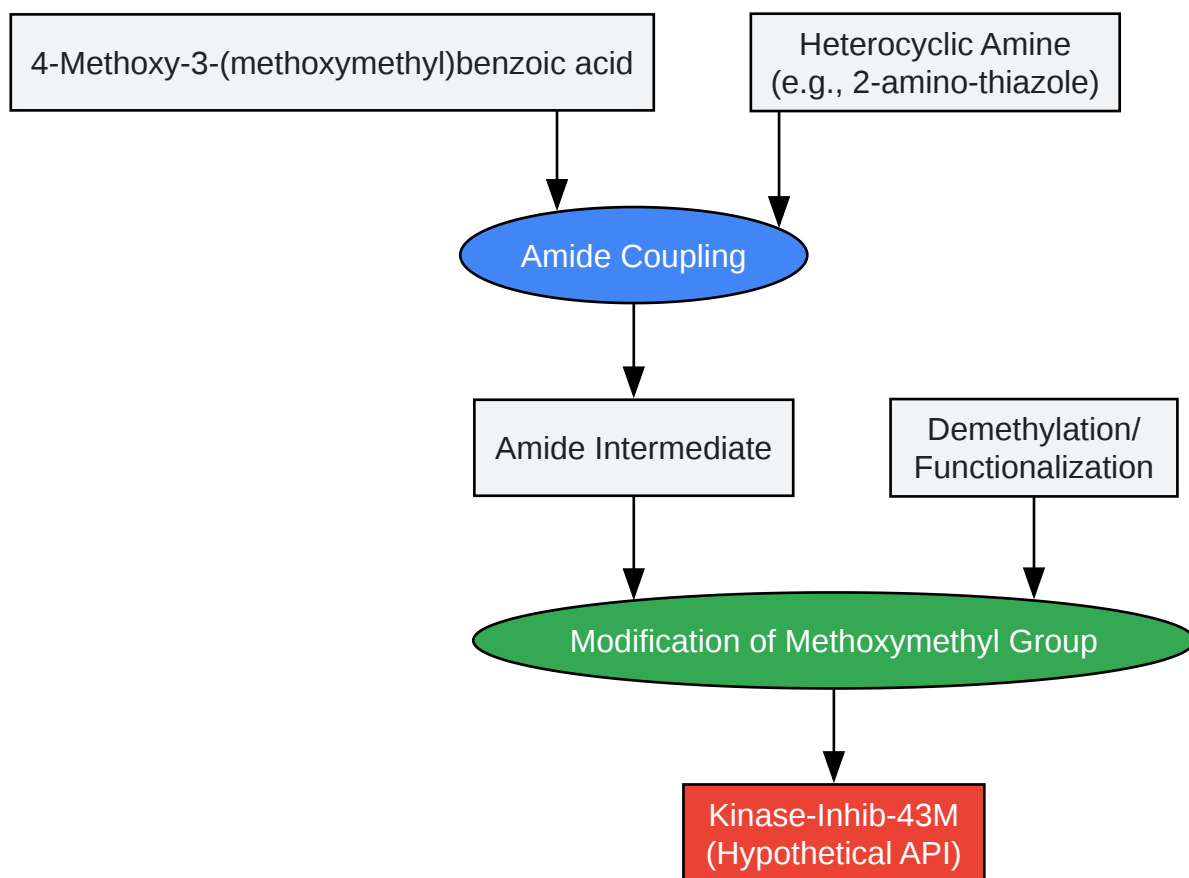 4-Methoxy-3-(methoxymethyl)benzoic acid
Heterocyclic Amine
(e.g., 2-amino-thiazole)
Amide Coupling
Amide Intermediate
Demethylation/
Functionalization
Modification of Methoxymethyl Group
Kinase-Inhib-43M
(Hypothetical API)